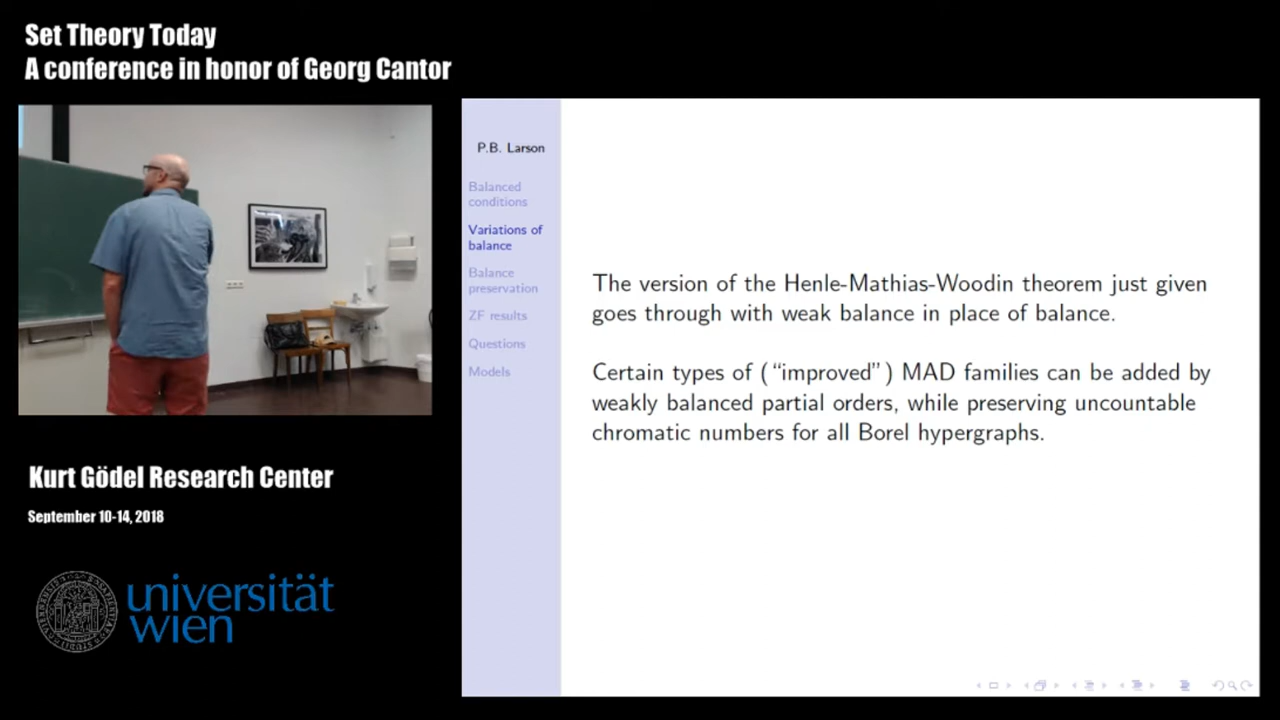 Set Theory Today
A conference in honor of Georg Cantor
P.B. Larson
Balanced
conditions
Variations of
balance
Balance
preservation
ZF results
Questions
Models
The version of the Henle-Mathias-Woodin theorem just given
goes through with weak balance in place of balance.
Certain types of (“improved”) MAD families can be added by
weakly balanced partial orders, while preserving uncountable
chromatic numbers for all Borel hypergraphs.
Kurt Gödel Research Center
September 10-14, 2018
universität
wien